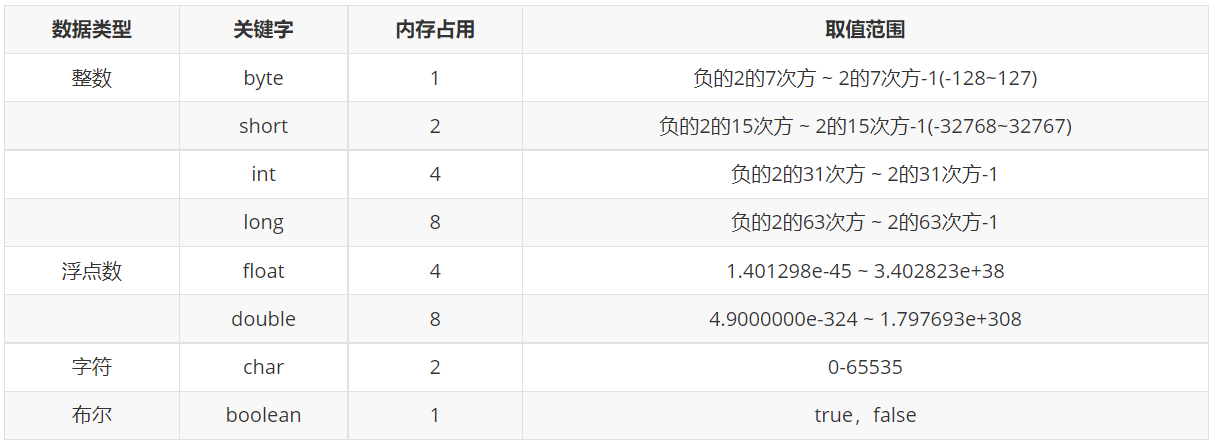 数据类型 关键字 内存占用 取值范围
整数 byte 1 负的2的7次方 ~ 2的7次方-1(-128~127)
short 2 负的2的15次方 ~ 2的15次方-1(-32768~32767)
int 4 负的2的31次方 ~ 2的31次方-1
long 8 负的2的63次方 ~ 2的63次方-1
浮点数 float 4 1.401298e-45 ~ 3.402823e+38
double 8 4.9000000e-324 ~ 1.797693e+308
字符 char 2 0-65535
布尔 boolean 1 true，false